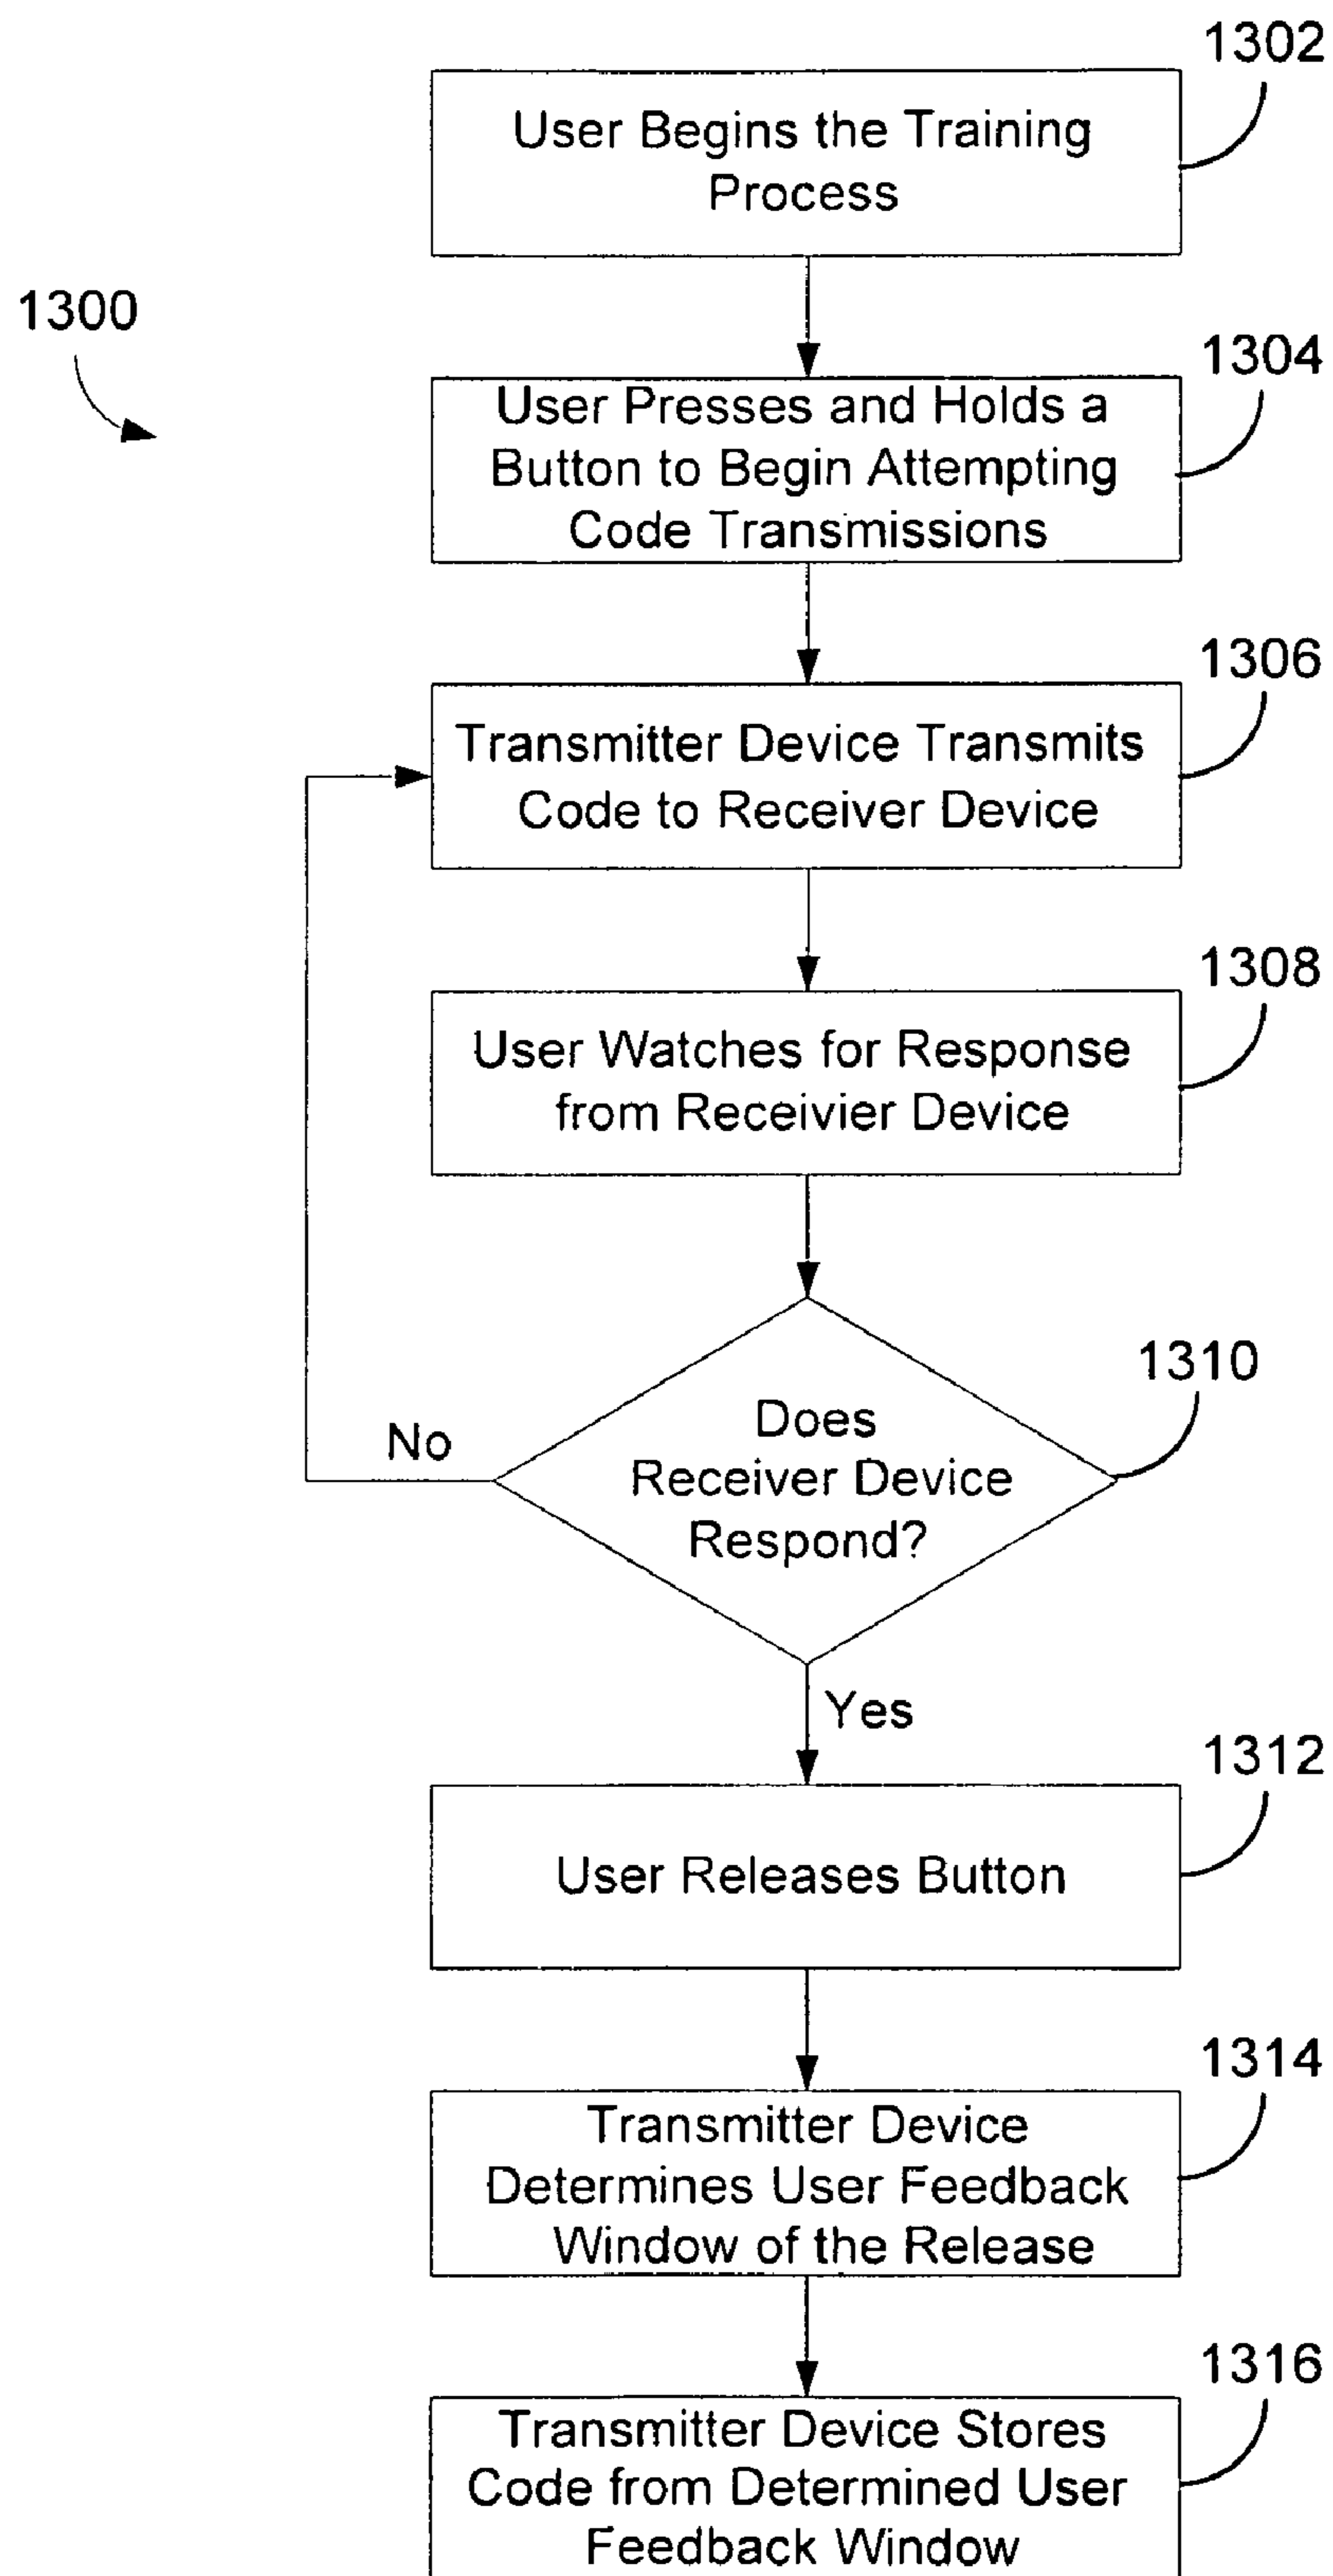 1302
User Begins the Training
Process
1300
1304
User Presses and Holds a
Button to Begin Attempting
Code Transmissions
1306
Transmitter Device Transmits
Code to Receiver Device
1308
User Watches for Response
from Receivier Device
1310
Does
Receiver Device
Respond?
No
Yes
1312
User Releases Button
1314
Transmitter Device
Determines User Feedback
Window of the Release
1316
Transmitter Device Stores
Code from Determined User
Feedback Window